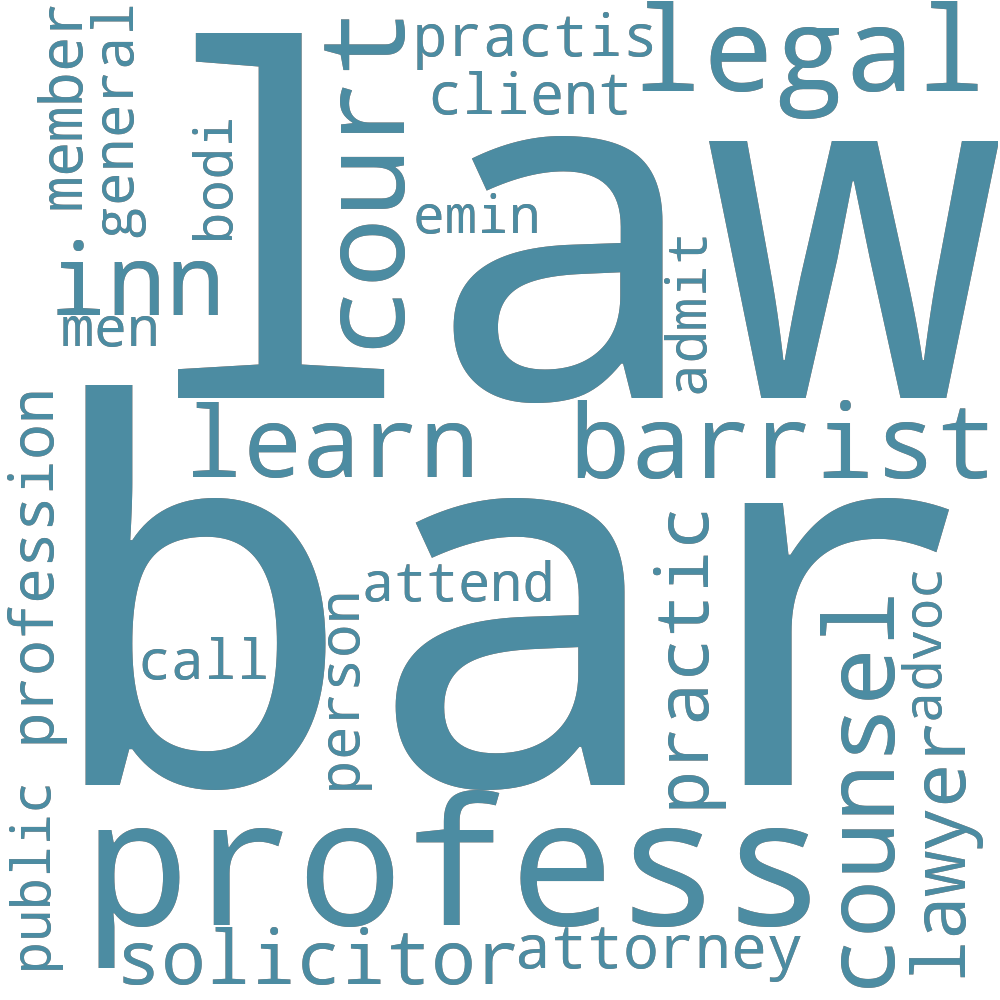 member
general
bodi
court
practis
legal
client
law
emin
inn
men
admit
learn
barrist
profession
bar
attend
call
person
practic
counsel
advoc
lawyer
public
profess
solicitor
attorney